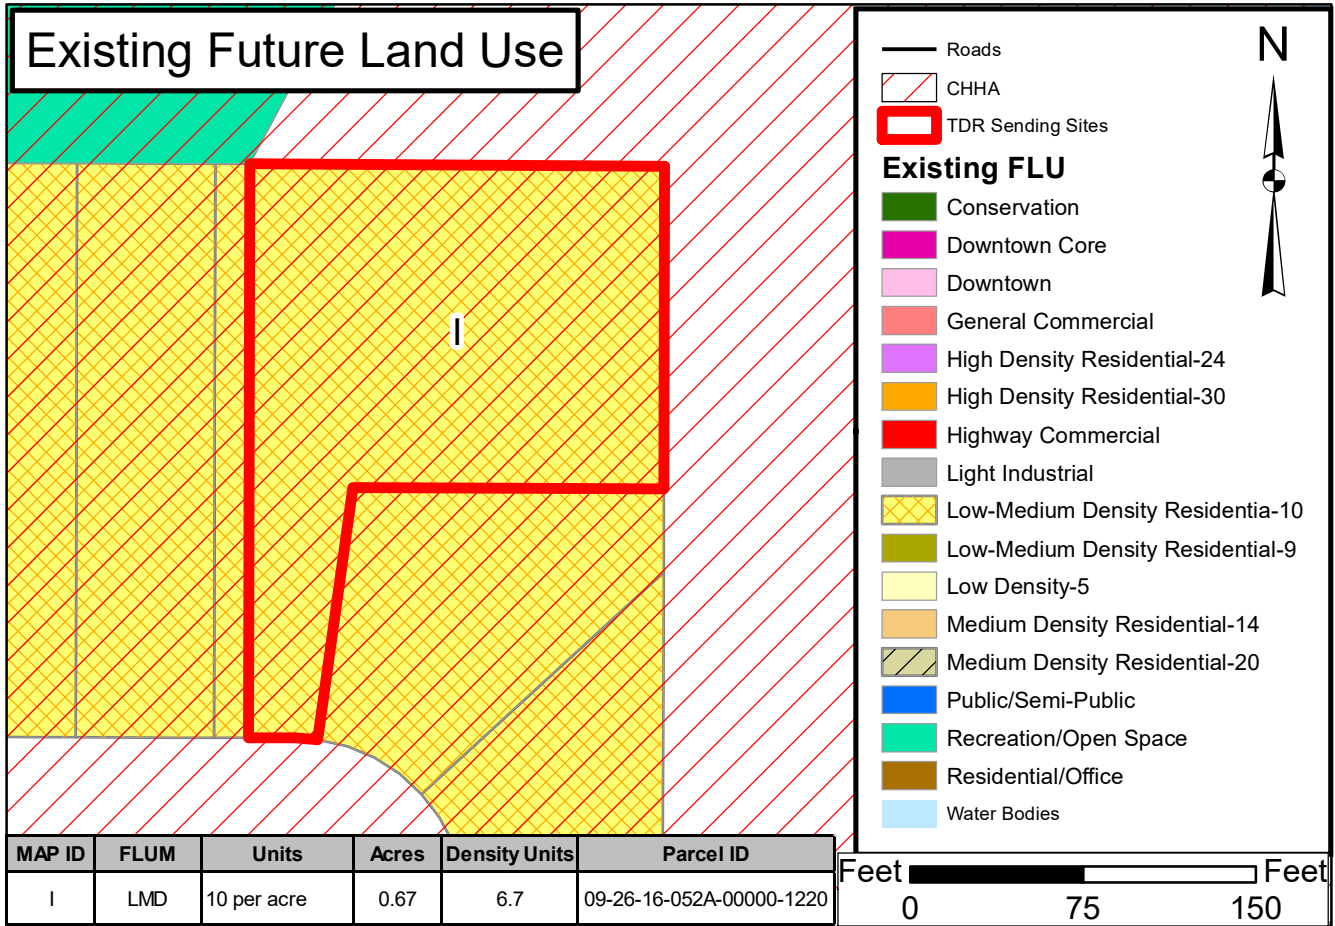 Existing Future Land Use
I
Roads
CHHA
TDR Sending Sites
N
Existing FLU
Conservation
Downtown Core
Downtown
General Commercial
High Density Residential-24
High Density Residential-30
Highway Commercial
Light Industrial
Low-Medium Density Residentia-10
Low-Medium Density Residential-9
Low Density-5
Medium Density Residential-14
Medium Density Residential-20
Public/Semi-Public
Recreation/Open Space
Residential/Office
Water Bodies
MAP ID FLUM Units Acres Density Units Parcel ID
I LMD 10 per acre 0.67 6.7 09-26-16-052A-00000-1220
Feet Feet
0 75 150